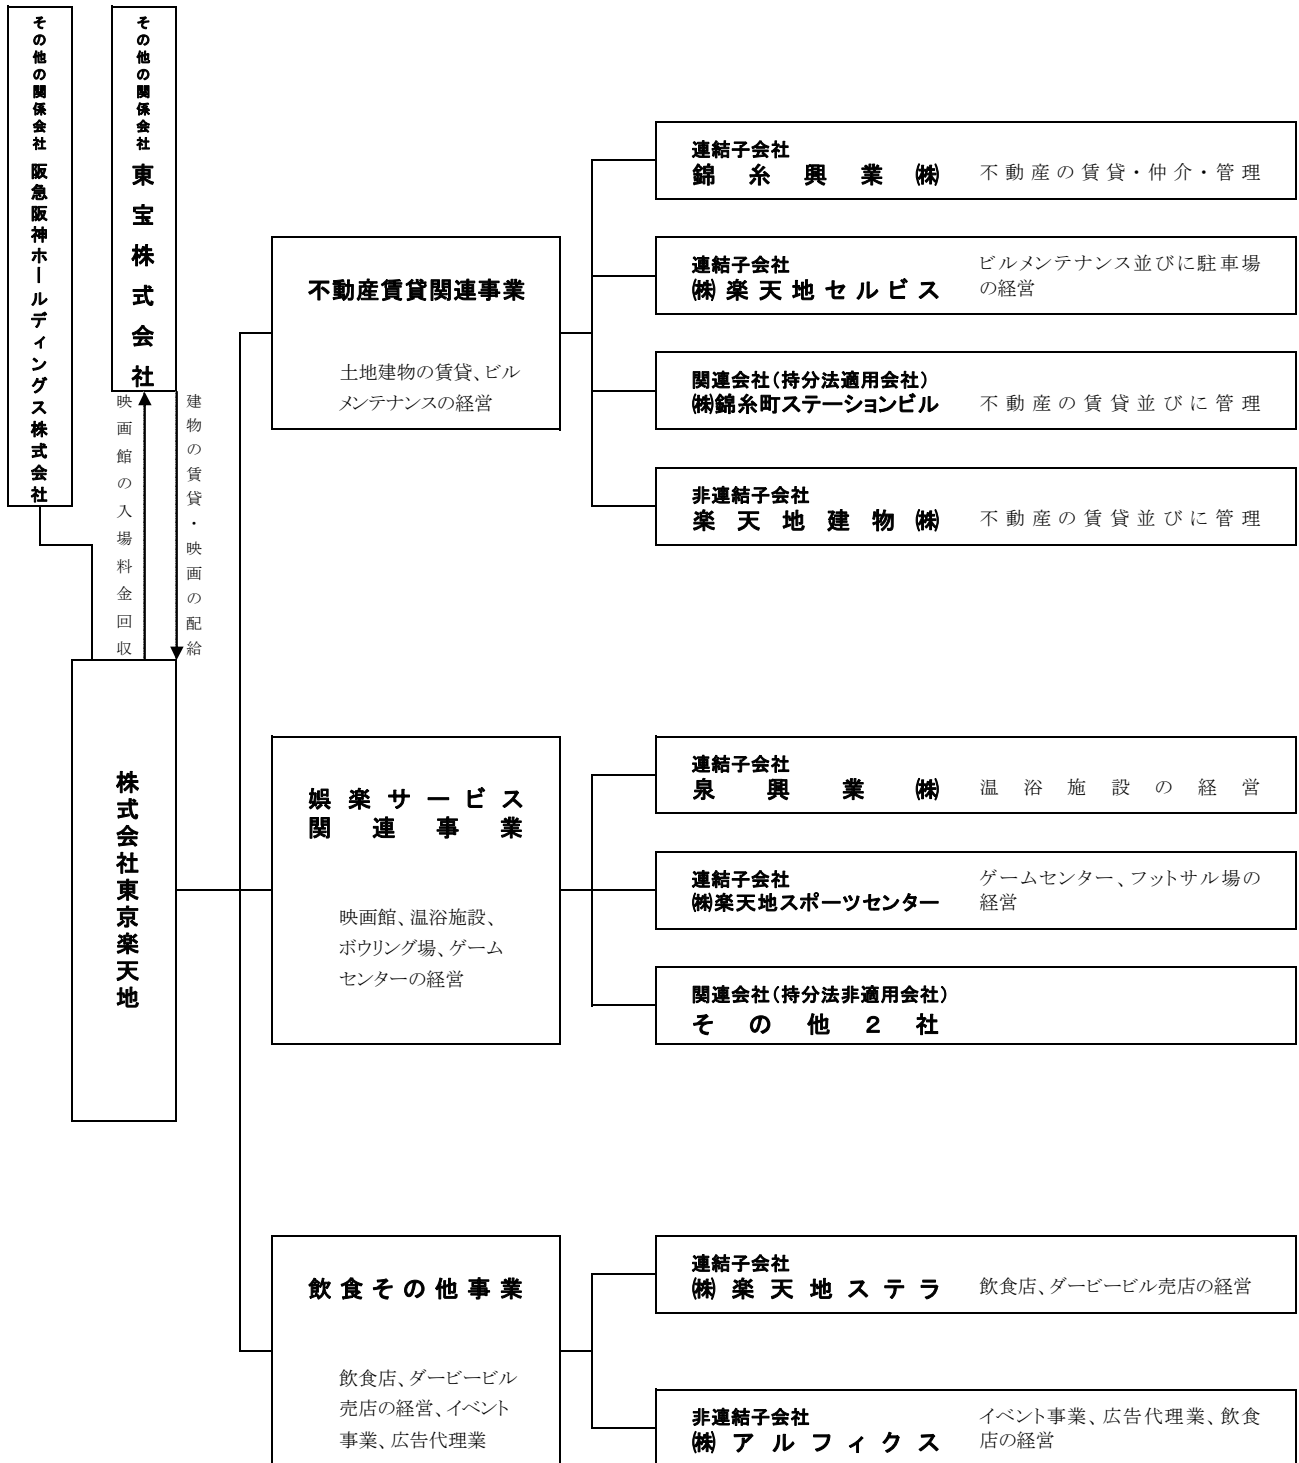 その他の関係会社 阪急阪神ホールディングス株式会社
その他の関係会社 東宝株式会社
映画館の入場料金回収
建物の賃貸・映画の配給
株式会社東京楽天地
不動産賃貸関連事業
土地建物の賃貸、ビル
メンテナンスの経営
連結子会社
錦糸興業㈱ 不動産の賃貸・仲介・管理
連結子会社
㈱楽天地セルビス
ビルメンテナンス並びに駐車場
の経営
関連会社（持分法適用会社）
㈱錦糸町ステーションビル 不動産の賃貸並びに管理
非連結子会社
楽天地建物㈱ 不動産の賃貸並びに管理
娯楽サービス
関連事業
映画館、温浴施設、
ボウリング場、ゲーム
センターの経営
連結子会社
泉興業㈱ 温浴施設の経営
連結子会社
㈱楽天地スポーツセンター
ゲームセンター、フットサル場の
経営
関連会社（持分法非適用会社）
その他２社
飲食その他事業
飲食店、ダービービル
売店の経営、イベント
事業、広告代理業
連結子会社
㈱楽天地ステラ 飲食店、ダービービル売店の経営
非連結子会社
㈱アルフィクス
イベント事業、広告代理業、飲食
店の経営